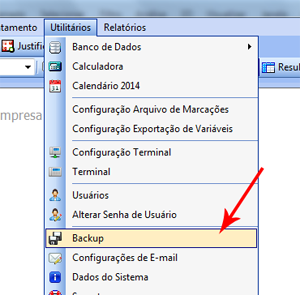 tamento Utilitários Relatórios
Justifi
Resul
mpresa
Banco de Dados
Calculadora
Calendário 2014
Configuração Arquivo de Marcações
Configuração Exportação de Variáveis
Configuração Terminal
Terminal
Usuários
Alterar Senha de Usuário
Backup
Configurações de E-mail
Dados do Sistema